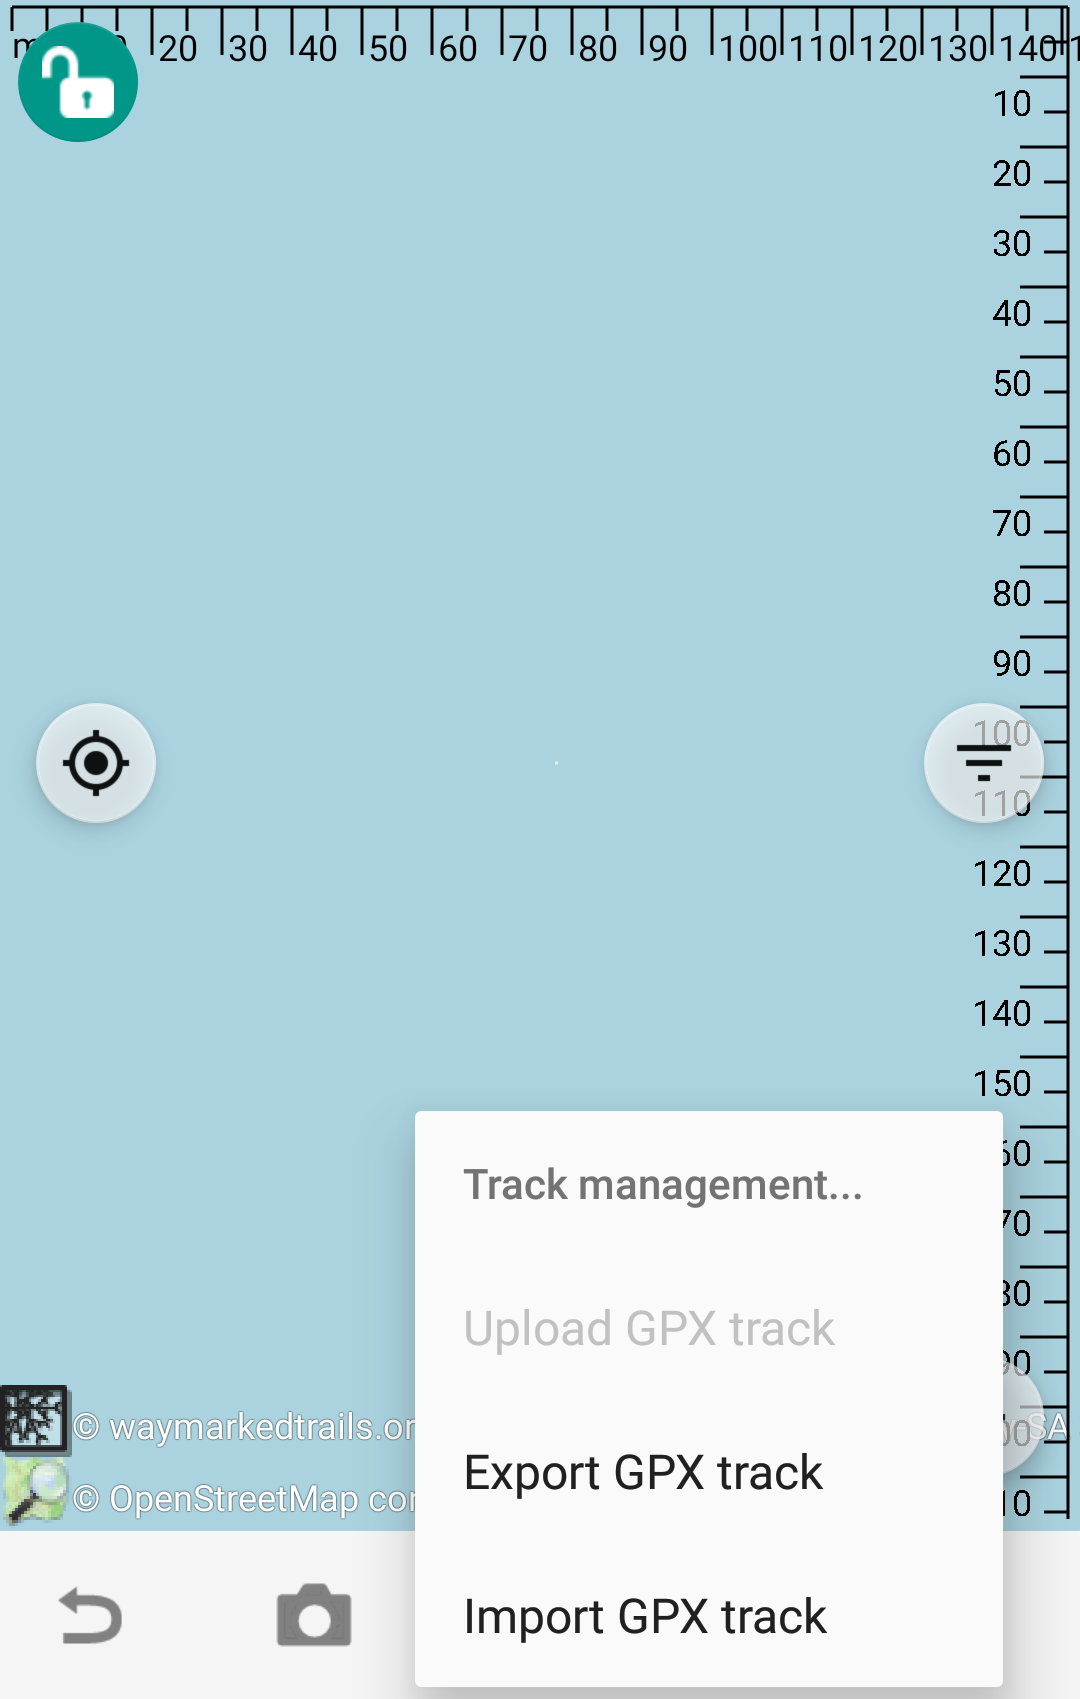 20 30 40 50 60 70 80 90 100 110 120 130 140
10
20
30
40
50
60
70
80
90
100
110
120
130
140
150
Track management...
Upload GPX track
© waymarkedtrails.or
SA
Export GPX track
© OpenStreetMap
10
Import GPX track